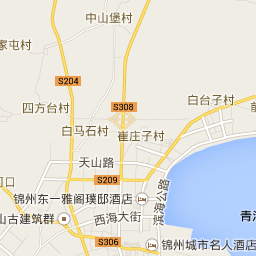 中山堡村
家屯村
S204
四方台村
S308
白台子村
白马石村
崔庄子村
天山路
S209
口
锦州东一雅阁璞邸酒店
滨海公路
山古建筑群
西海大街
青
S306
锦州城市名人酒店